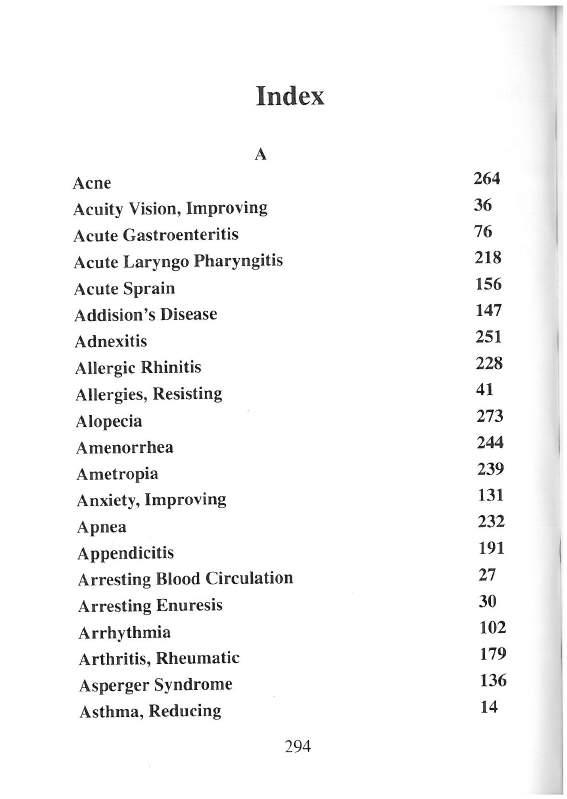 Index
A
Acne 264
Acuity Vision, Improving 36
Acute Gastroenteritis 76
Acute Laryngo Pharyngitis 218
Acute Sprain 156
Addision's Disease 147
Adnexitis 251
Allergic Rhinitis 228
Allergies, Resisting 41
Alopecia 273
Amenorrhea 244
Ametropia 239
Anxiety, Improving 131
Apnea 232
Appendicitis 191
Arresting Blood Circulation 27
Arresting Enuresis 30
Arrhythmia 102
Arthritis, Rheumatic 179
Asperger Syndrome 136
Asthma, Reducing 14
294